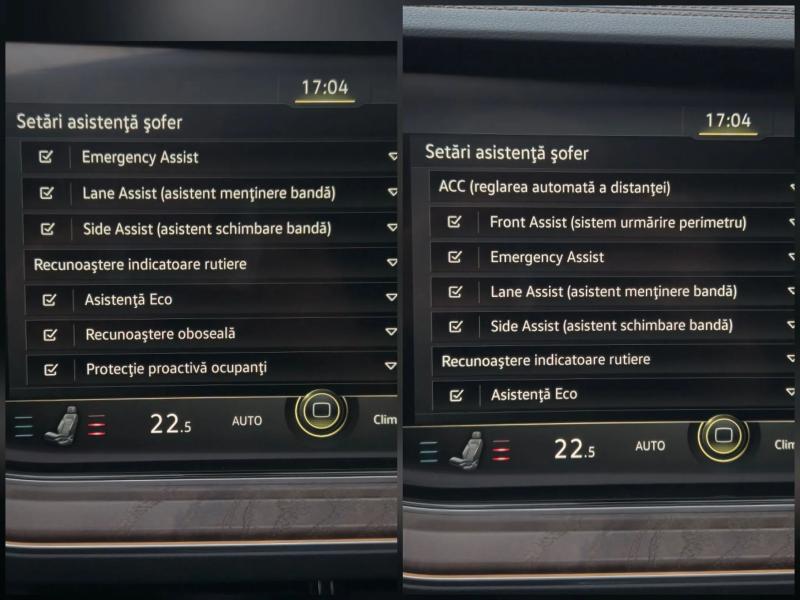 17:04
Setări asistenţă şofer
Emergency Assist
Lane Assist (asistent menţinere bandă)
Side Assist (asistent schimbare bandă)
Recunoaştere indicatoare rutiere
Asistenţă Eco
Recunoaştere oboseală
Protecţie proactivă ocupanţi
22.5
AUTO
Clim
17:04
Setări asistenţă şofer
ACC (reglarea automată a distanţei)
Front Assist (sistem urmărire perimetru)
Emergency Assist
Lane Assist (asistent menţinere bandă)
Side Assist (asistent schimbare bandă)
Recunoaştere indicatoare rutiere
Asistenţă Eco
22.5
AUTO
Clim